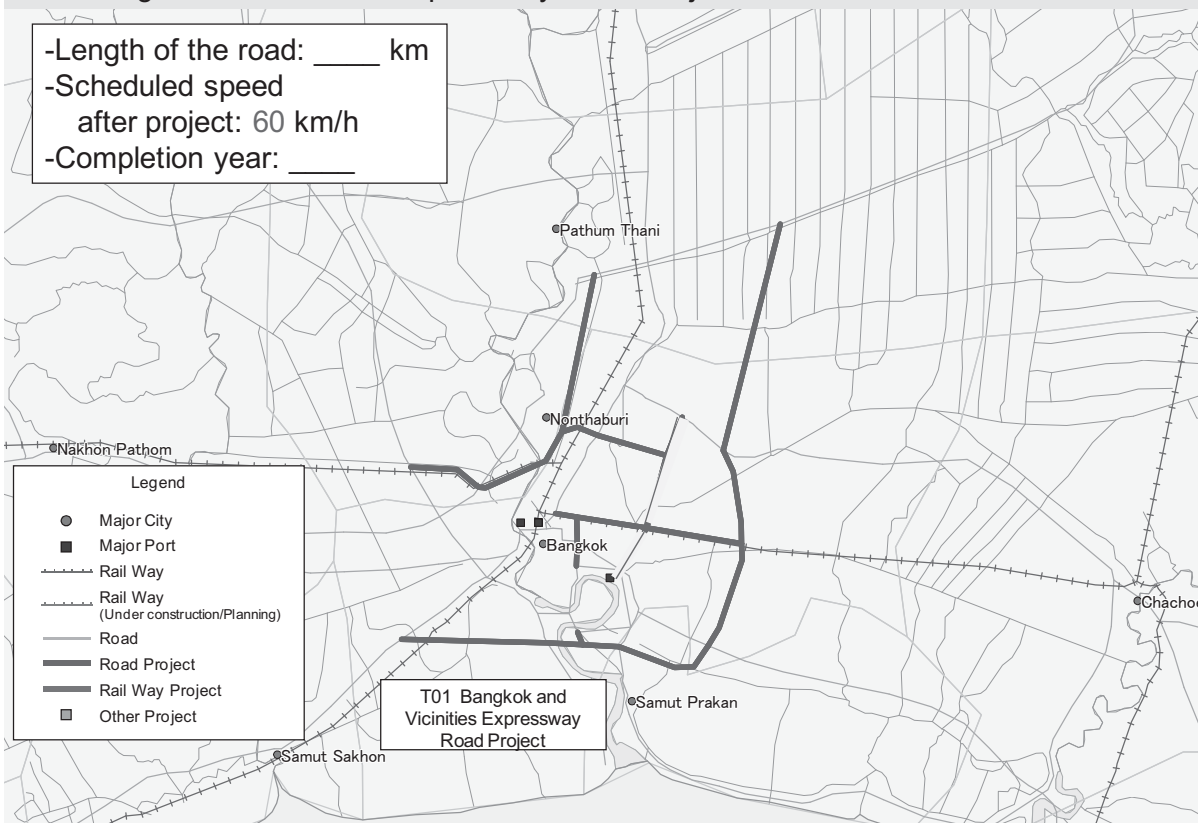 -Length of the road: ____ km
-Scheduled speed
after project: 60 km/h
-Completion year: ____
Pathum Thani
Nonthaburi
Nakhon Pathom
Legend
Major City
Major Port
Rail Way
Rail Way
(Under construction/Planning)
Road
Road Project
Rail Way Project
Other Project
Bangkok
Chachoe
T01 Bangkok and
Vicinities Expressway
Road Project
Samut Prakan
Samut Sakhon